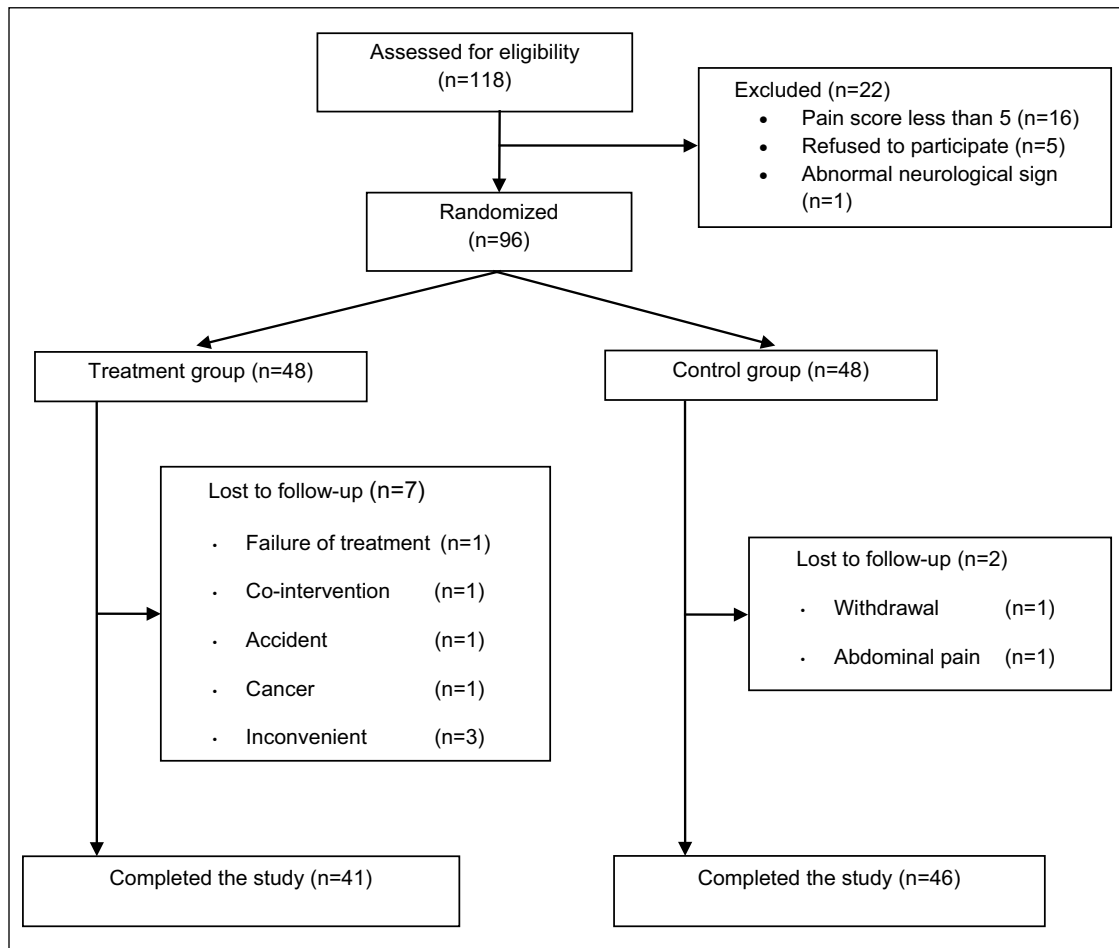 Assessed for eligibility
(n=118)
Excluded (n=22)
• Pain score less than 5 (n=16)
• Refused to participate (n=5)
• Abnormal neurological sign
(n=1)
Randomized
(n=96)
Treatment group (n=48)
Control group (n=48)
Lost to follow-up (n=7)
· Failure of treatment (n=1)
· Co-intervention (n=1)
· Accident (n=1)
· Cancer (n=1)
· Inconvenient (n=3)
Lost to follow-up (n=2)
· Withdrawal (n=1)
· Abdominal pain (n=1)
Completed the study (n=41)
Completed the study (n=46)